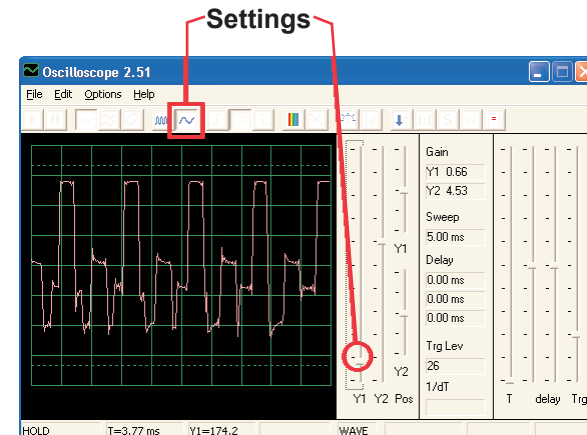 Settings
Oscilloscope 2.51
File Edit Options Help
Gain
Y1 0.66
Y2 4.53
Sweep
5.00 ms
Delay
0.00 ms
0.00 ms
0.00 ms
Trg Lev
26
1/dT
Y1
Y2
Y1 Y2 Pos
T delay Trg
HOLD T=3.77 ms Y1=174.2 WAVE